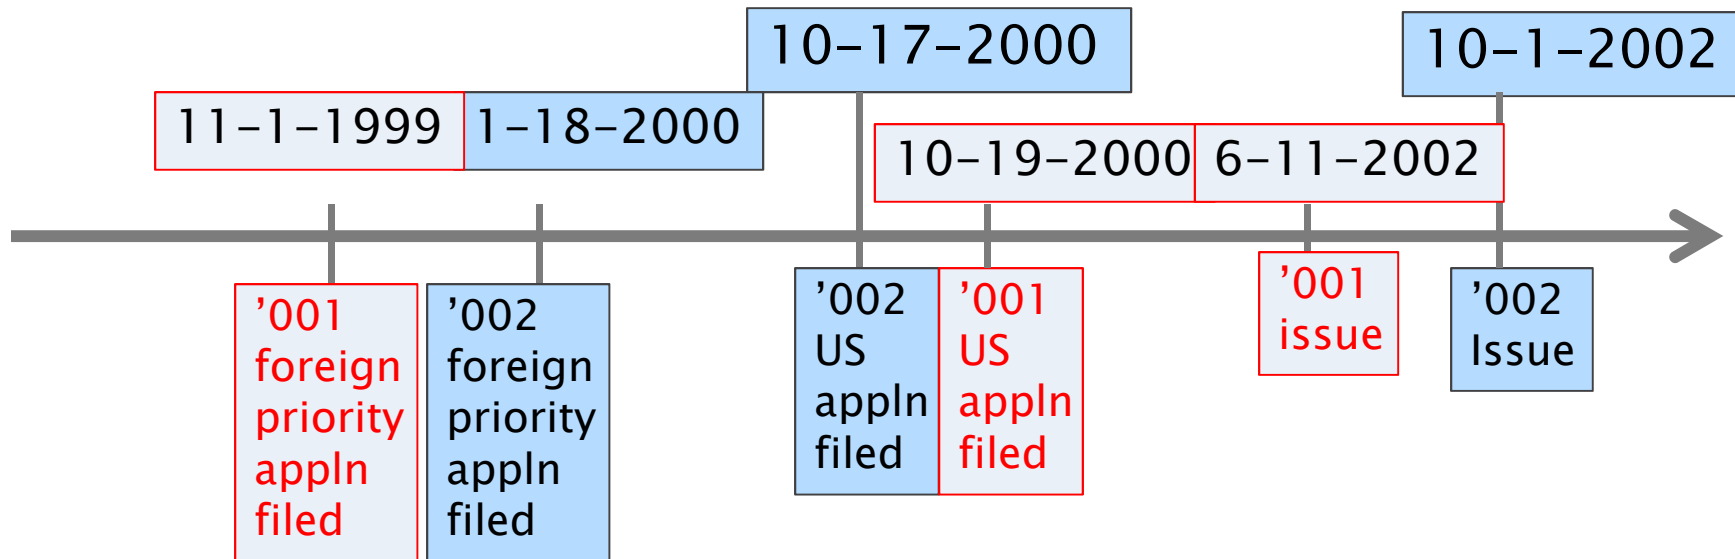 10-17-2000
10-1-2002
11-1-1999
1-18-2000
10-19-2000
6-11-2002
’001
foreign
priority
appln
filed
’002
foreign
priority
appln
filed
’002
US
appln
filed
’001
US
appln
filed
’001
issue
’002
Issue